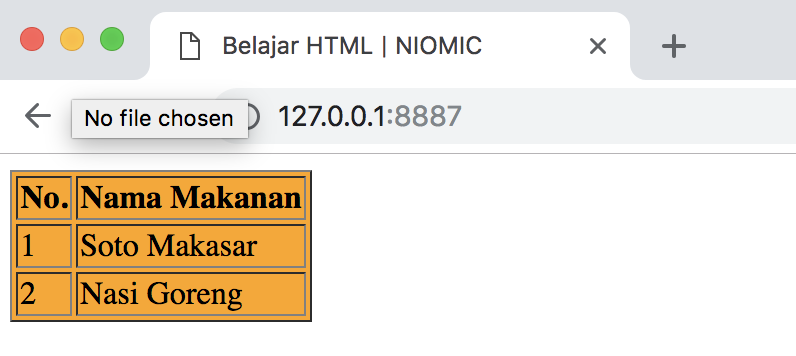 Belajar HTML | NIOMIC
No file chosen
127.0.0.1:8887
No. Nama Makanan
1 Soto Makasar
2 Nasi Goreng